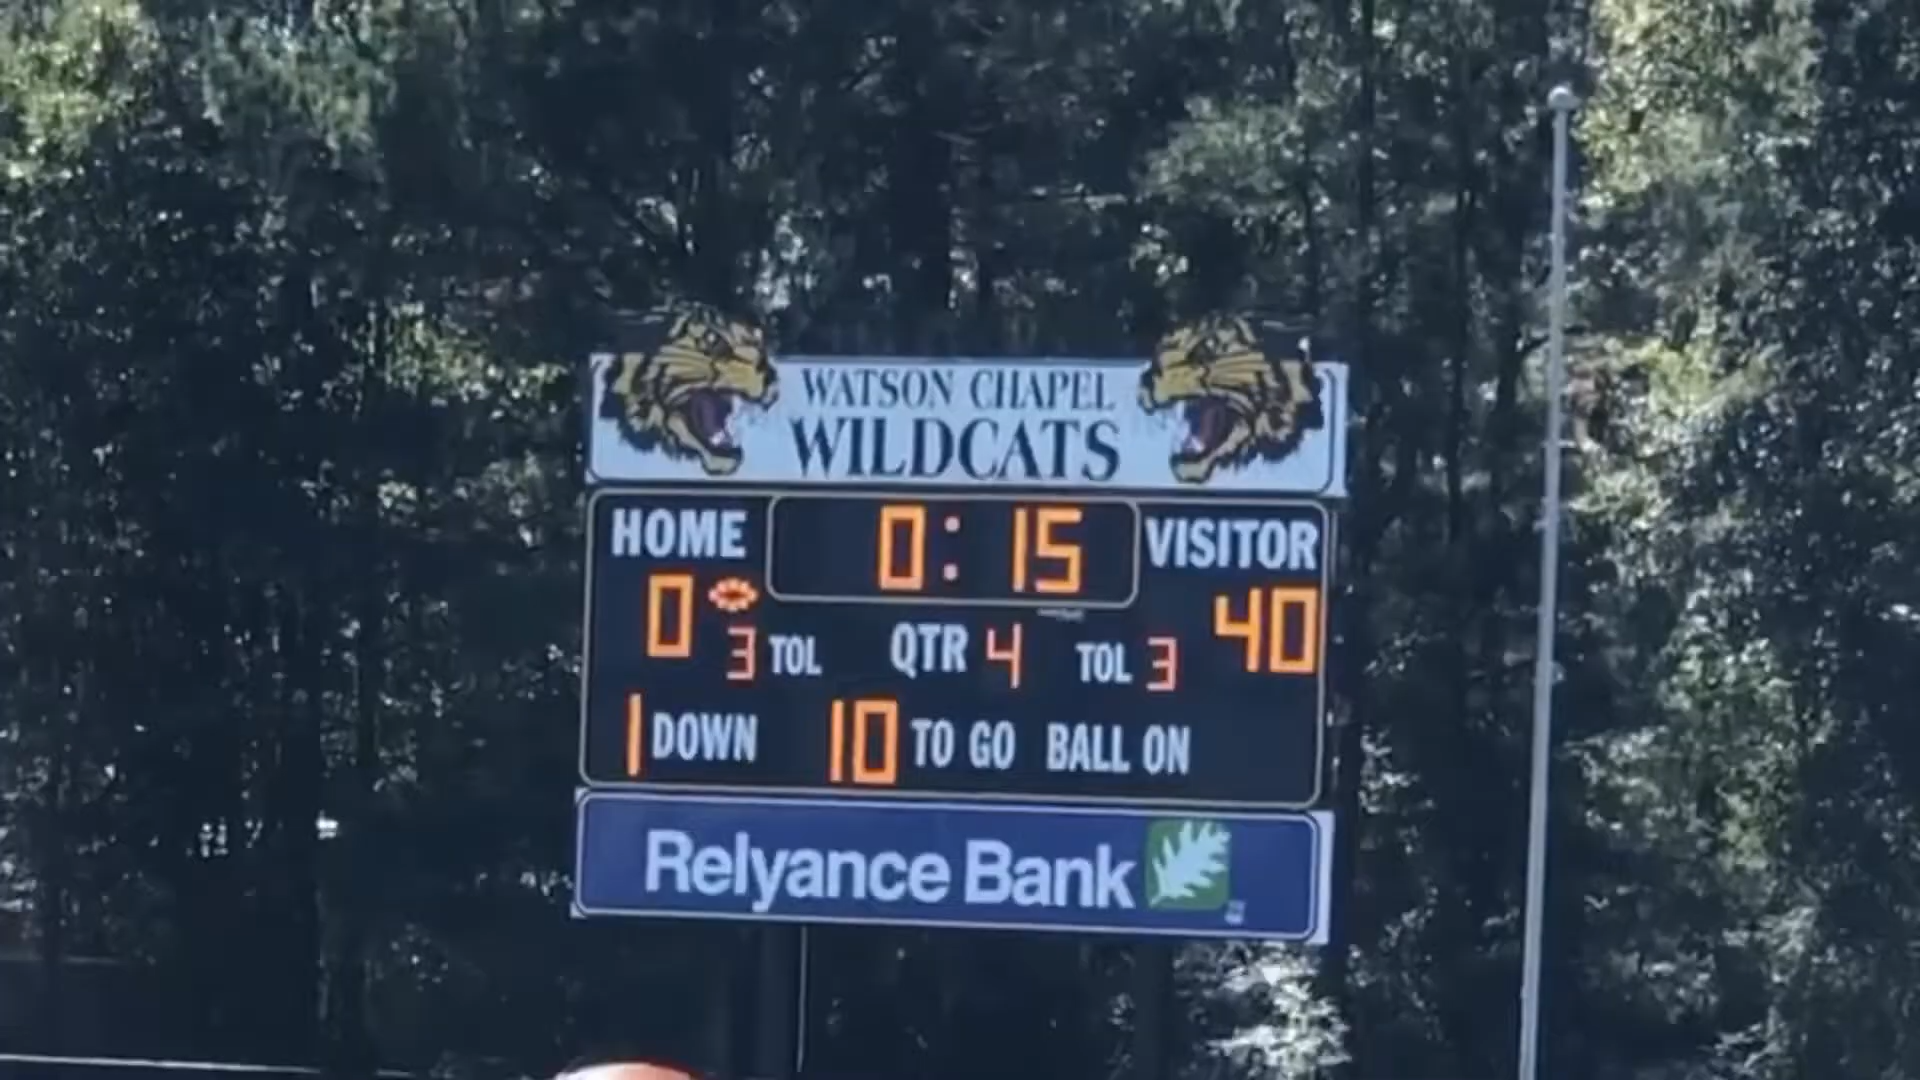 WATSON CHAPEL
WILDCATS
HOME 0:15 VISITOR
0 40
3 TOL QTR 4 TOL 3
1 DOWN 10 TO GO BALL ON
Relyance Bank